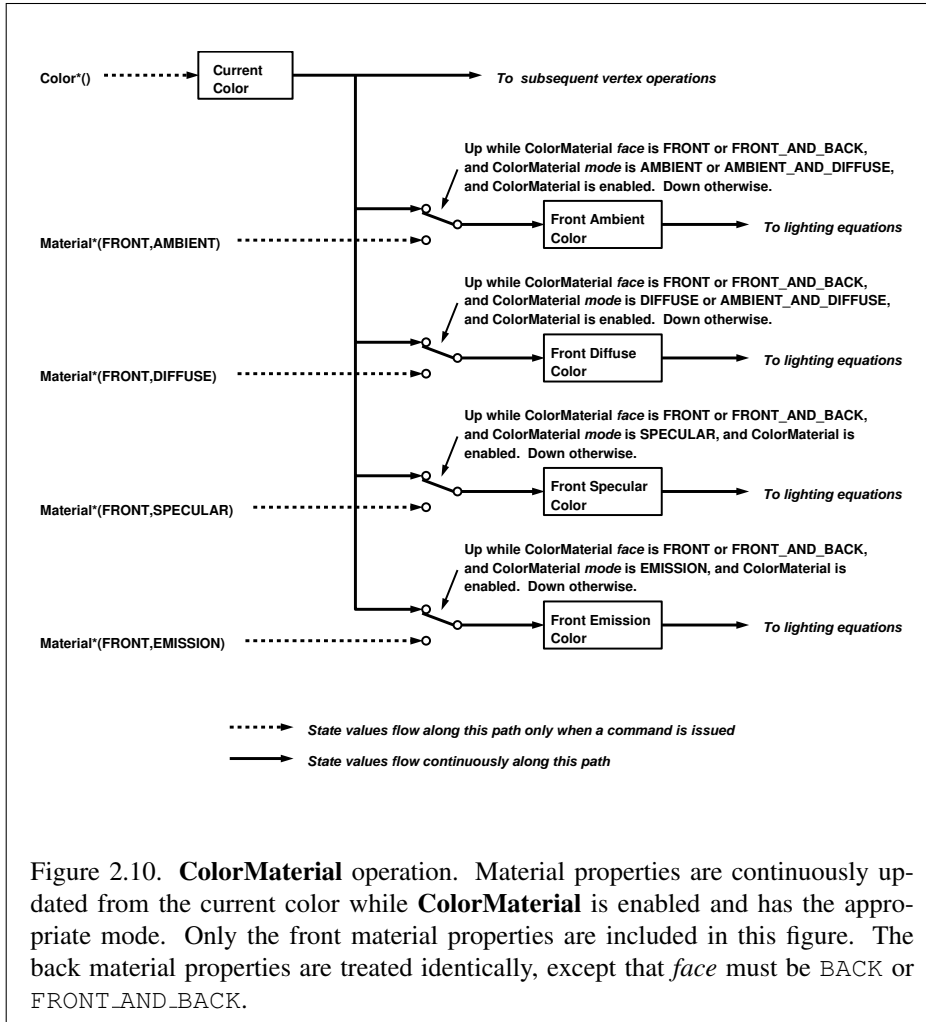 Color*()
Current
Color
To subsequent vertex operations
Up while ColorMaterial face is FRONT or FRONT_AND_BACK,
and ColorMaterial mode is AMBIENT or AMBIENT_AND_DIFFUSE,
and ColorMaterial is enabled. Down otherwise.
Material*(FRONT,AMBIENT)
Front Ambient
Color
To lighting equations
Up while ColorMaterial face is FRONT or FRONT_AND_BACK,
and ColorMaterial mode is DIFFUSE or AMBIENT_AND_DIFFUSE,
and ColorMaterial is enabled. Down otherwise.
Material*(FRONT,DIFFUSE)
Front Diffuse
Color
To lighting equations
Up while ColorMaterial face is FRONT or FRONT_AND_BACK,
and ColorMaterial mode is SPECULAR, and ColorMaterial is
enabled. Down otherwise.
Material*(FRONT,SPECULAR)
Front Specular
Color
To lighting equations
Up while ColorMaterial face is FRONT or FRONT_AND_BACK,
and ColorMaterial mode is EMISSION, and ColorMaterial is
enabled. Down otherwise.
Material*(FRONT,EMISSION)
Front Emission
Color
To lighting equations
State values flow along this path only when a command is issued
State values flow continuously along this path
Figure 2.10. ColorMaterial operation. Material properties are continuously up-
dated from the current color while ColorMaterial is enabled and has the appro-
priate mode. Only the front material properties are included in this figure. The
back material properties are treated identically, except that face must be BACK or
FRONT_AND_BACK.